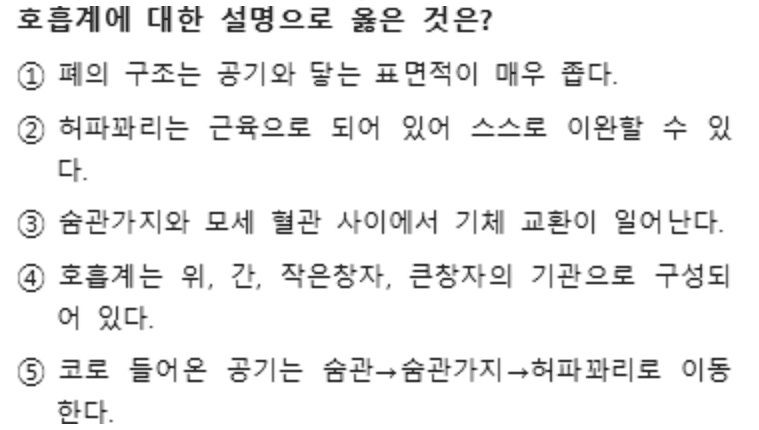 호흡계에 대한 설명으로 옳은 것은?
① 폐의 구조는 공기와 닿는 표면적이 매우 좁다.
② 허파꽈리는 근육으로 되어 있어 스스로 이완할 수 있
다.
③ 숨관가지와 모세 혈관 사이에서 기체 교환이 일어난다.
④ 호흡계는 위, 간, 작은창자, 큰창자의 기관으로 구성되
어 있다.
⑤ 코로 들어온 공기는 숨관→숨관가지→허파꽈리로 이동
한다.